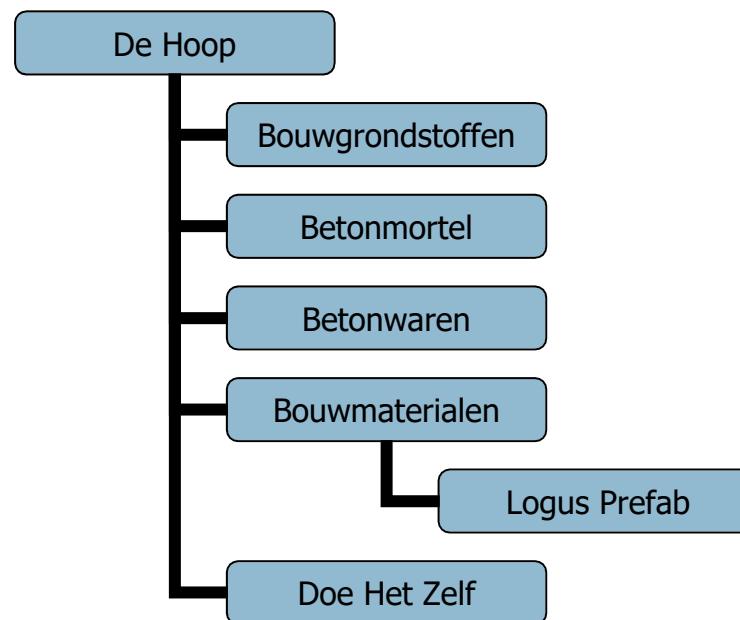 De Hoop
Bouwgrondstoffen
Betonmortel
Betonwaren
Bouwmaterialen
Logus Prefab
Doe Het Zelf